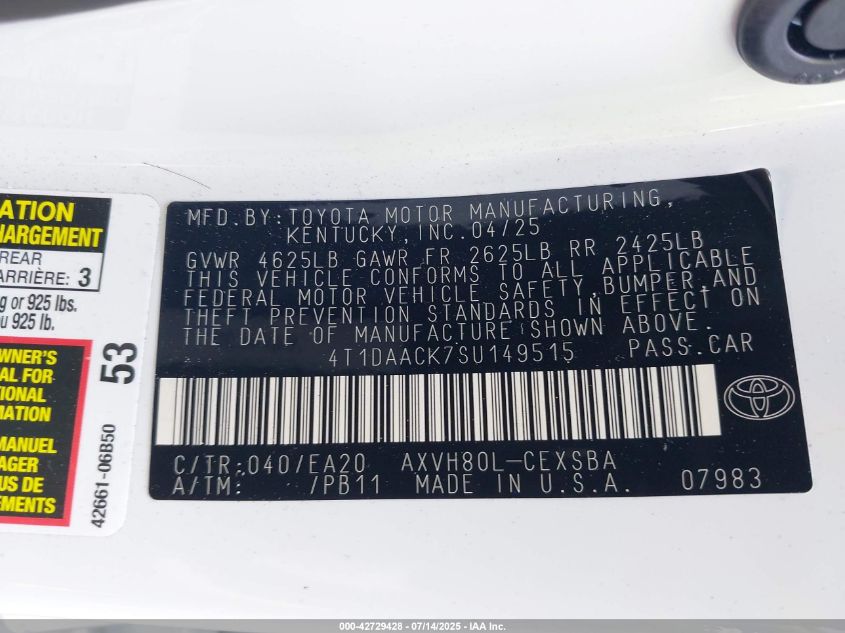 MFD.BY:TOYOTA MOTOR MANUFACTURING,
KENTUCKY,INC.04/25
GVWR 4625LB GAWR FR 2625LB RR 2425LB
THIS VEHICLE CONFORMS TO ALL APPLICABLE
FEDERAL MOTOR VEHICLE SAFETY,BUMPER,AND
THEFT PREVENTION STANDARDS IN EFFECT ON
THE DATE OF MANUFACTURE SHOWN ABOVE.
4T1DAACK7SU149515 PASS.CAR
C/TR:040/EA20 AXVH80L-CEXSBA
A/TM: /PB11 MADE IN U.S.A. 07983
ATION
HARGEMENT
REAR
ARRIÈRE: 3
g or 925 lbs.
u 925 lb.
WNER'S
AL FOR
TIONAL
MATION
MANUEL
AGER
US DE
EMENTS
53
42661-06B50
000-42729428 - 07/14/2025 - IAA Inc.